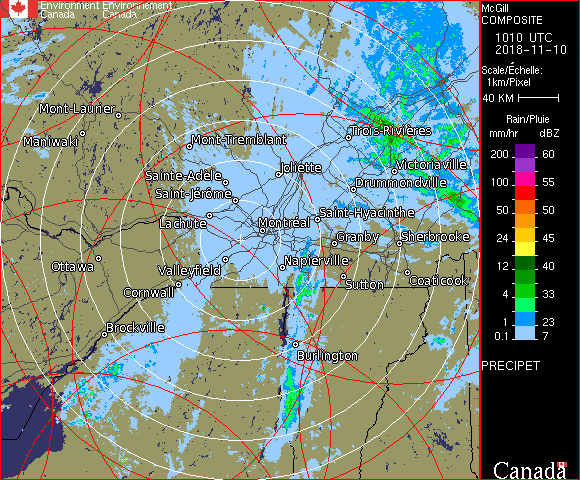 Environment Environnement
Canada Canada
McGill
COMPOSITE
1010 UTC
2018-11-10
Scale/Échelle:
1km/Pixel
40 KM
Rain/Pluie
mm/hr dBZ
200 60
100 55
50 50
24 45
12 40
4 33
1 23
0.1 7
PRECIPET
Canada
Mont-Laurier
Maniwaki
Mont-Tremblant
Trois-Rivières
Joliette
Victoriaville
Sainte-Adele
Drummondville
Saint-Jérôme
Lachute
Saint-Hyacinthe
Montréal
Granby
Sherbrooke
Ottawa
Valleyfield
Napierville
Cornwall
Sutton
Coaticook
Brockville
Burlington